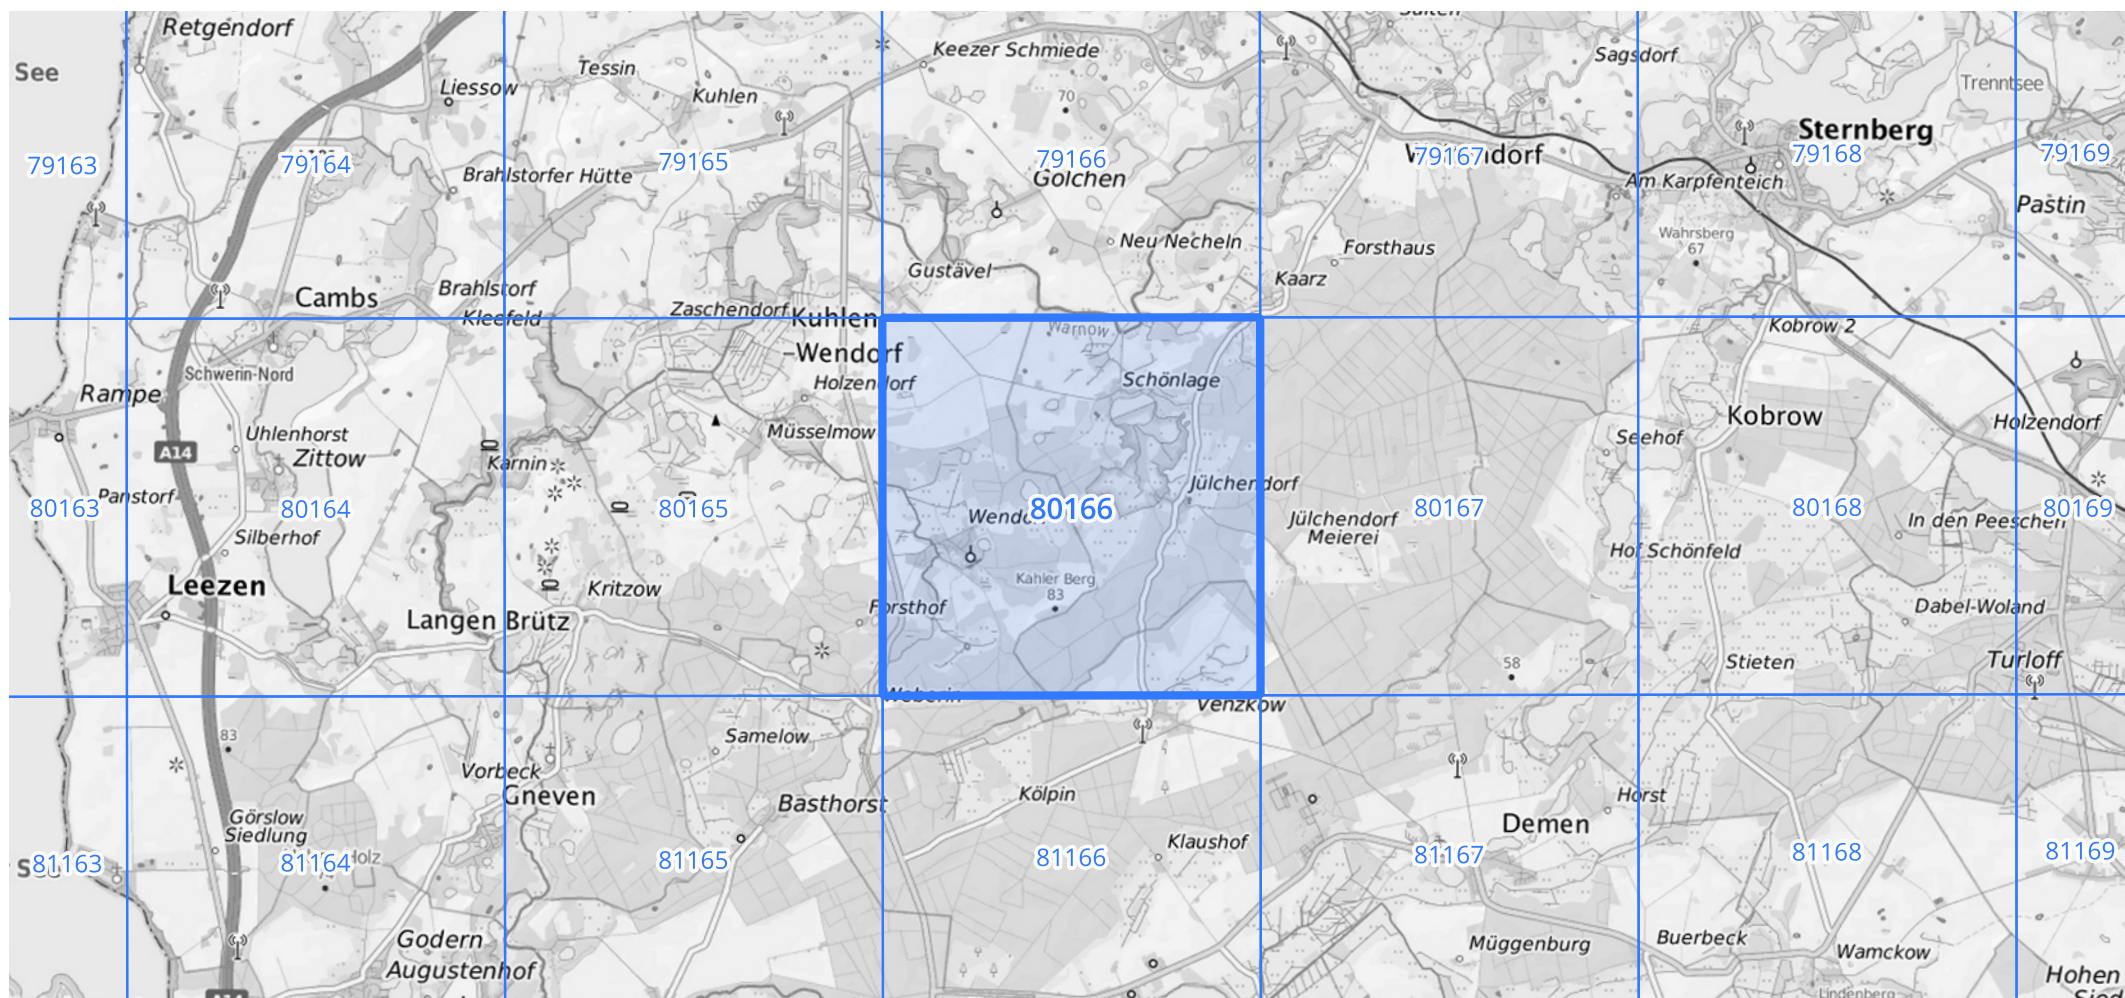 Retgendorf
See
Liessow
Tessin
Kuhlen
Keezer Schmiede
70
Sagsdorf
Trenntsee
Sternberg
79163
79164
79165
79166
79167
79168
79169
Brahlstorfer Hütte
Golchen
Am Karpfenteich
Pastin
Neu Necheln
Forsthaus
Wahrsberg
67
Gustävel
Kaarz
Cambs
Brahlstorf
Kleefeld
Zaschendorf
Kuhlen
-Wendorf
Warnow
Kobrow 2
Schwerin-Nord
Rampe
Holzendorf
Schönlage
Müsselmow
Uhlenhorst
Zittow
A14
Karnin
Seehof
Kobrow
Holzendorf
Panstorf
Jülchendorf
80163
80164
80165
80166
80167
80168
80169
Silberhof
Jülchendorf
Meierei
In den Peeschen
Hof Schönfeld
Leezen
Kritzow
Kahler Berg
83
Forsthof
Langen Brütz
Dabel-Woland
Stieten
Turloff
58
Weberin
Venzkow
83
Samelow
Vorbeck
Gneven
Basthorst
Kölpin
Horst
Demen
Görslow
Siedlung
Klaushof
Holz
81163
81164
81165
81166
81167
81168
81169
Godern
Augustenhof
Müggenburg
Buerbeck
Wamckow
Lindenberg
Hohen